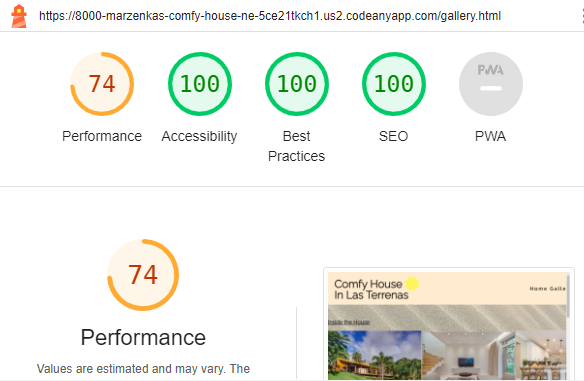 https://8000-marzenkas-comfy-house-ne-5ce21tkch1.us2.codeanyapp.com/gallery.html
74
100
100
100
PWA
Performance
Accessibility
Best
Practices
SEO
PWA
74
Performance
Values are estimated and may vary. The
Comfy House
In Las Terrenas
Home Galle
Inside the House